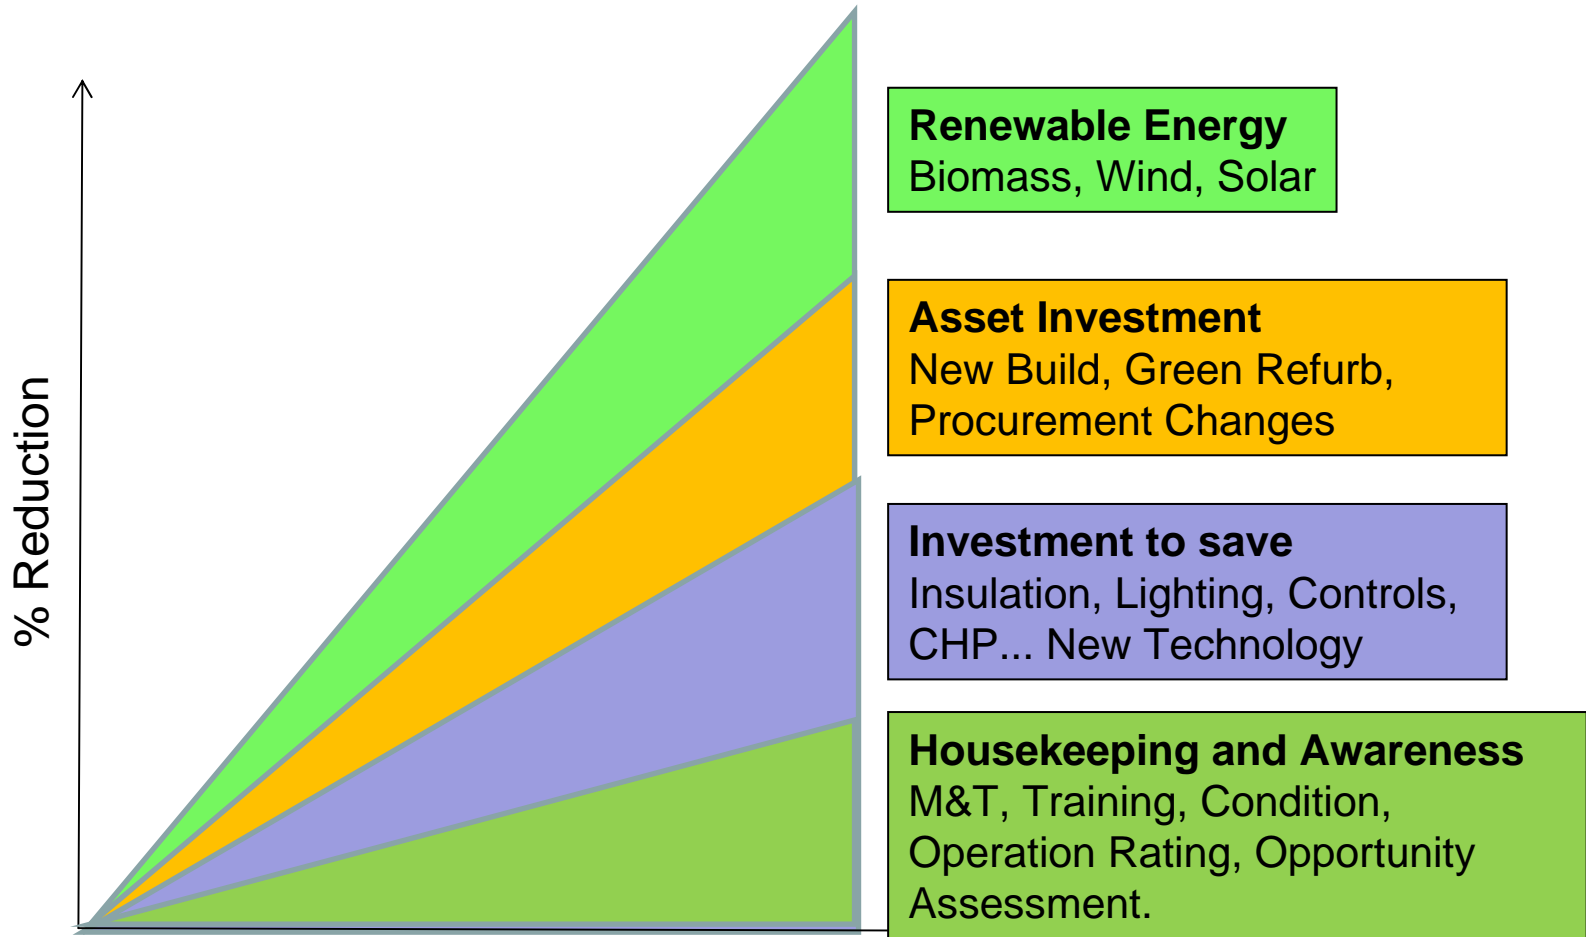 % Reduction
Renewable Energy
Biomass, Wind, Solar
Asset Investment
New Build, Green Refurb,
Procurement Changes
Investment to save
Insulation, Lighting, Controls,
CHP... New Technology
Housekeeping and Awareness
M&T, Training, Condition,
Operation Rating, Opportunity
Assessment.